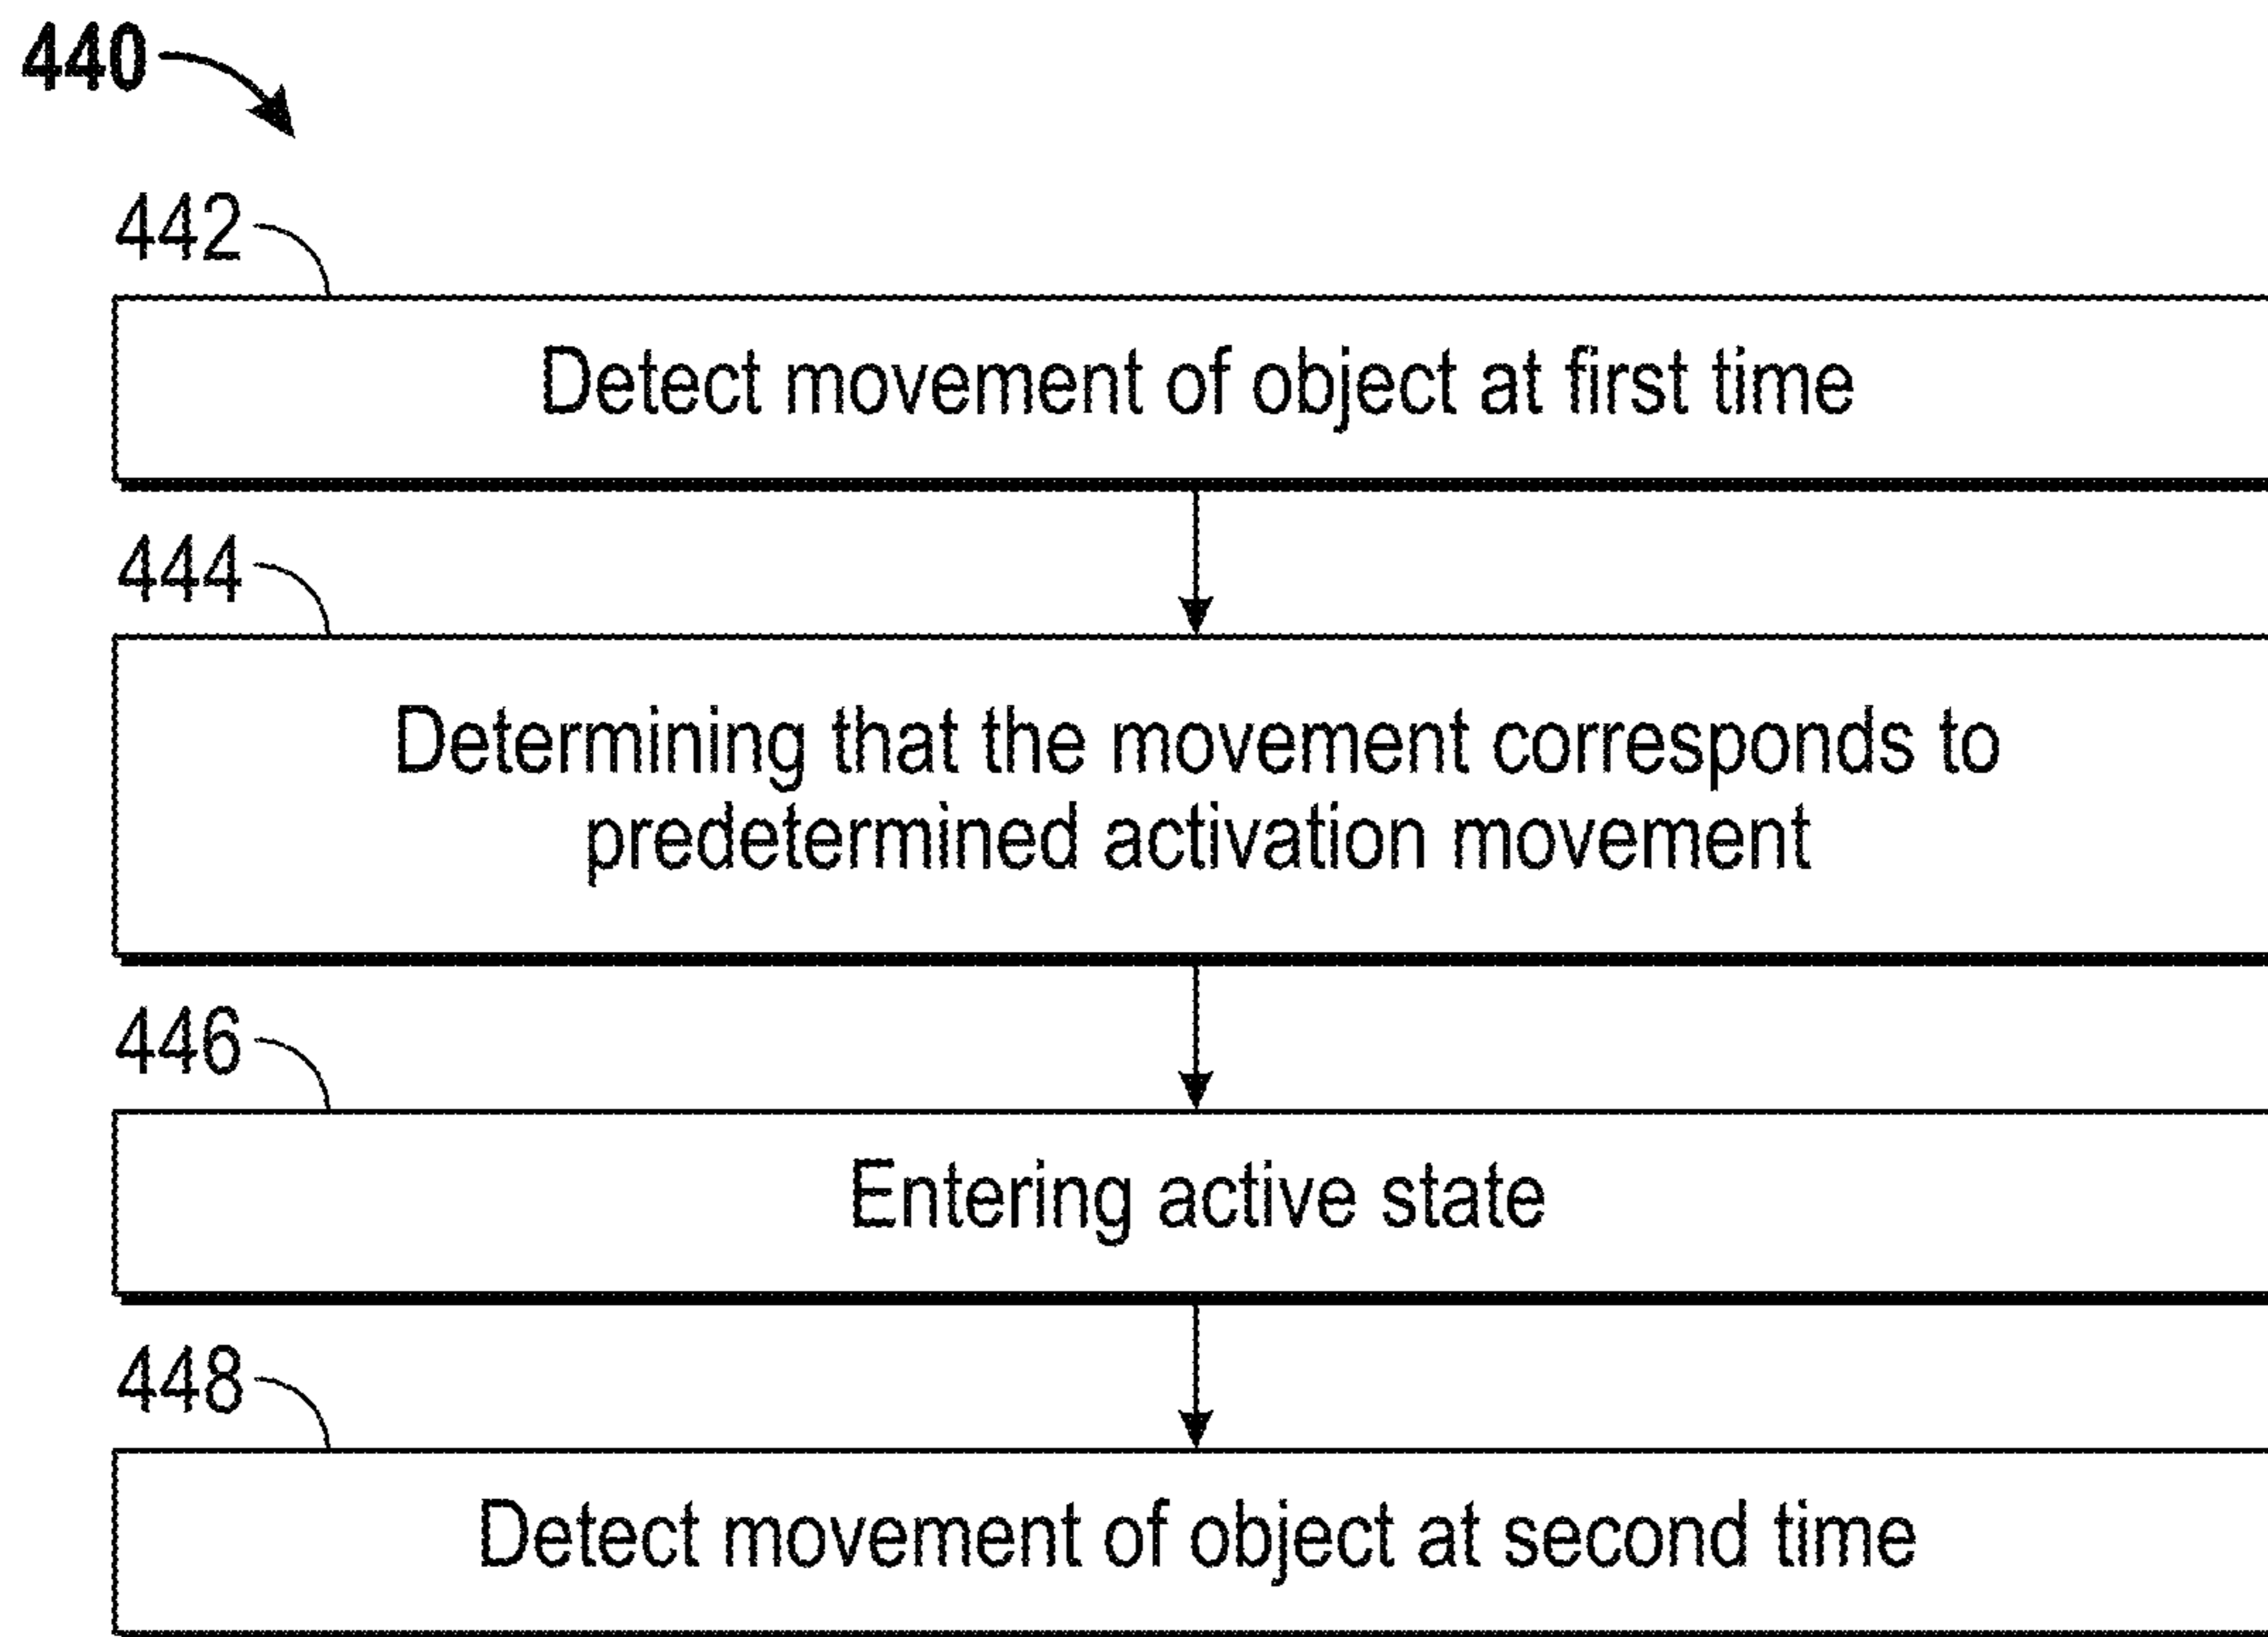 440
442
Detect movement of object at first time
444
Determining that the movement corresponds to
predetermined activation movement
446
Entering active state
448
Detect movement of object at second time